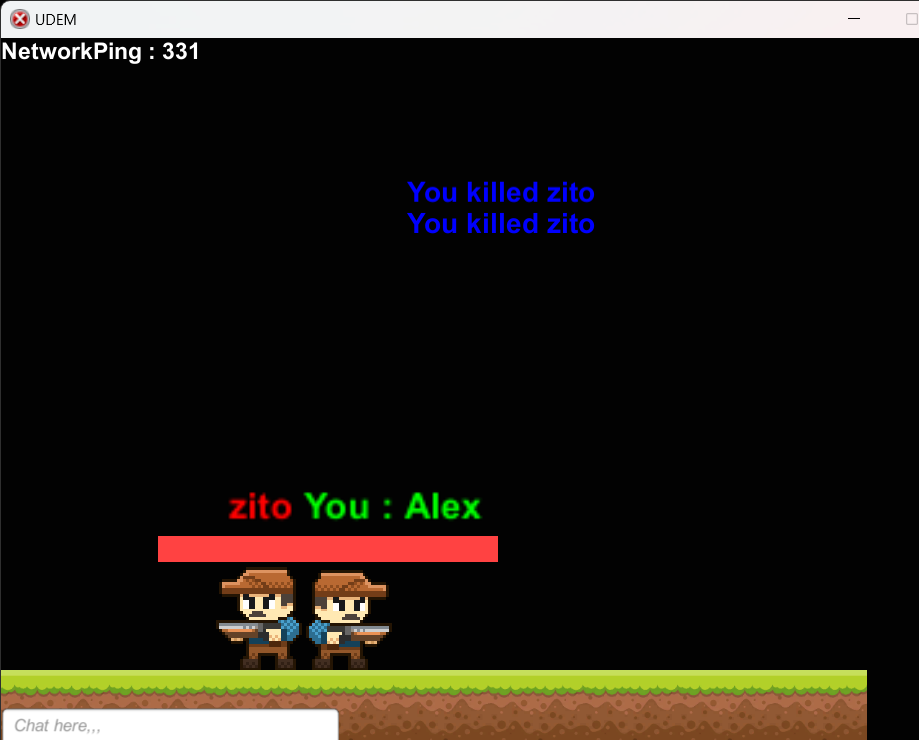 UDEM
NetworkPing : 331
You killed zito
You killed zito
zito You : Alex
Chat here,,,